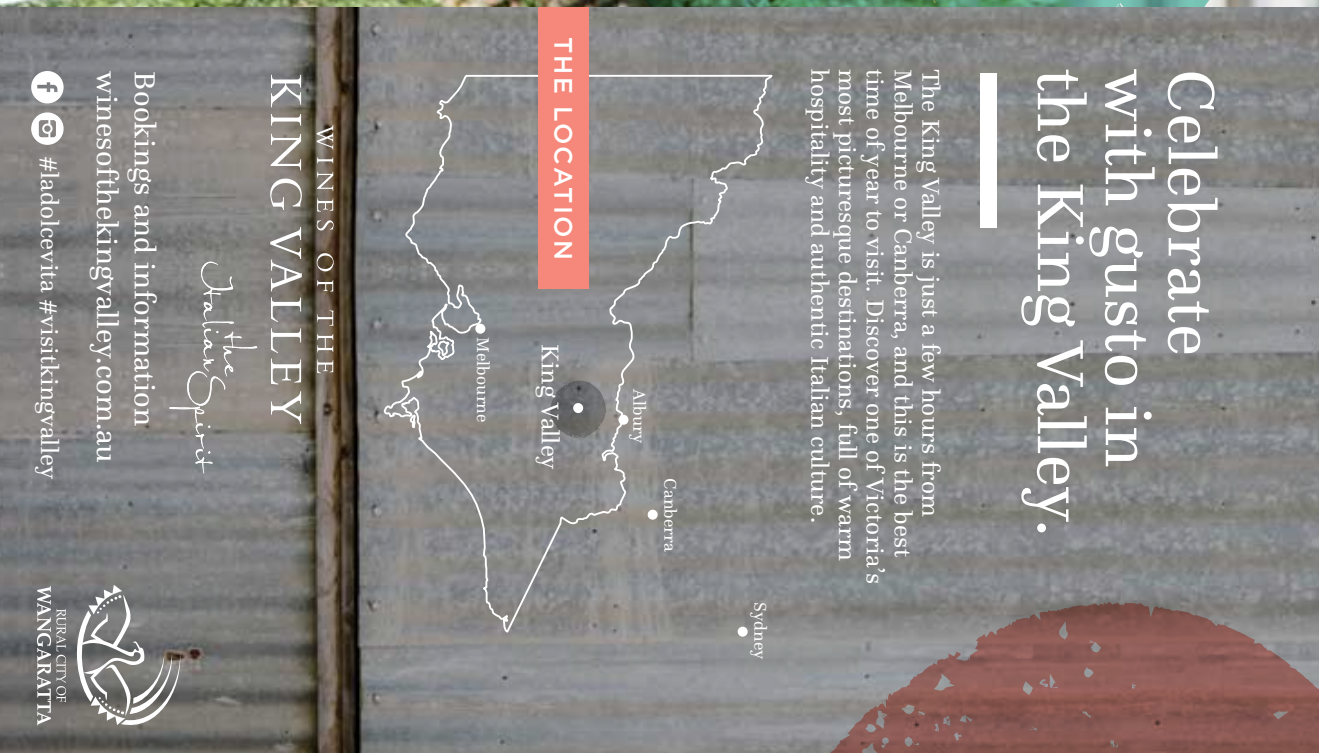 Celebrate
with gusto in
the King Valley.
The King Valley is just a few hours from
Melbourne or Canberra, and this is the best
time of year to visit. Discover one of Victoria's
most picturesque destinations, full of warm
hospitality and authentic Italian culture.
THE LOCATION
Sydney
Canberra
Albury
King Valley
Melbourne
WINES OF THE
KING VALLEY
the
Italian Spirit
Bookings and information
winesofthekingvalley.com.au
#ladolcevita #visitkingvalley
RURAL CITY OF
WANGARATTA